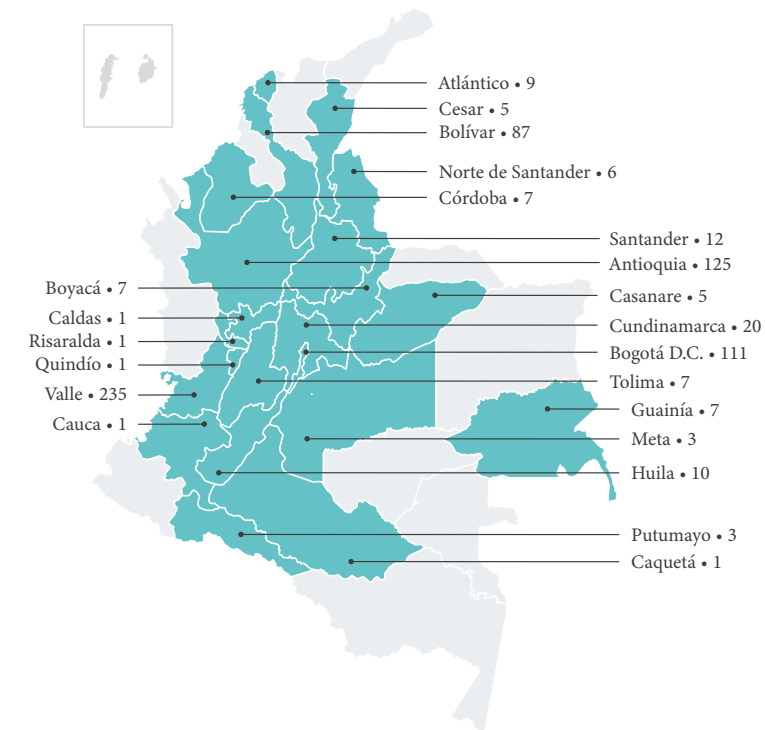 Atlántico • 9
Cesar • 5
Bolívar • 87
Norte de Santander • 6
Córdoba • 7
Santander • 12
Antioquia • 125
Boyacá • 7
Casanare • 5
Caldas • 1
Cundinamarca • 20
Risaralda • 1
Bogotá D.C. • 111
Quindío • 1
Tolima • 7
Valle • 235
Guainía • 7
Cauca • 1
Meta • 3
Huila • 10
Putumayo • 3
Caquetá • 1